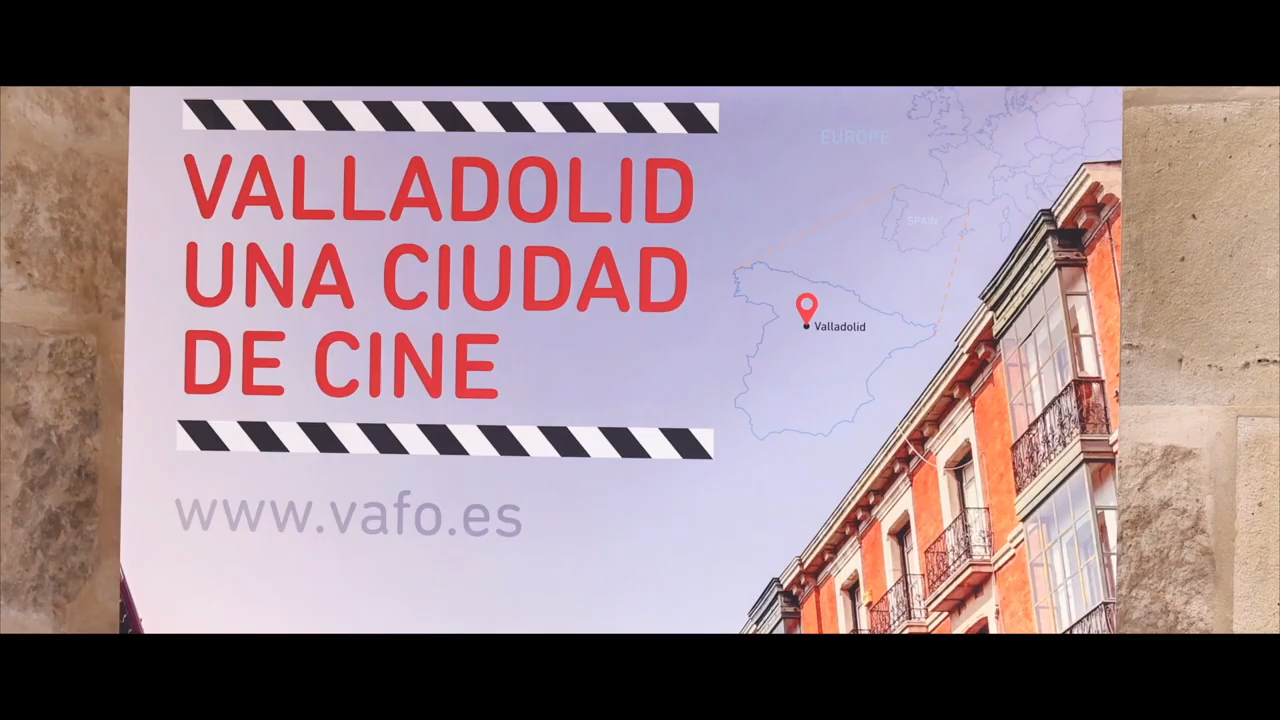 VALLADOLID
UNA CIUDAD
DE CINE
www.vafo.es
EUROPE
SPAIN
Valladolid